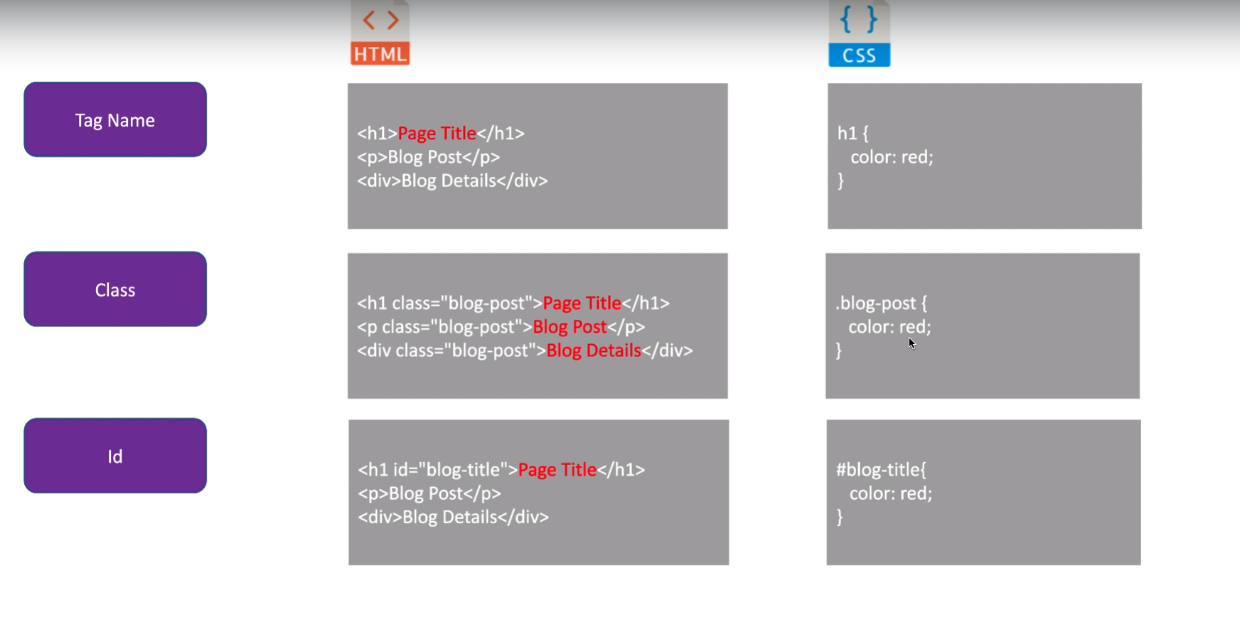 < >
HTML
{ }
CSS
Tag Name
<h1>Page Title</h1>
<p>Blog Post</p>
<div>Blog Details</div>
h1 {
color: red;
}
Class
<h1 class="blog-post">Page Title</h1>
<p class="blog-post">Blog Post</p>
<div class="blog-post">Blog Details</div>
.blog-post {
color: red;
}
Id
<h1 id="blog-title">Page Title</h1>
<p>Blog Post</p>
<div>Blog Details</div>
#blog-title{
color: red;
}